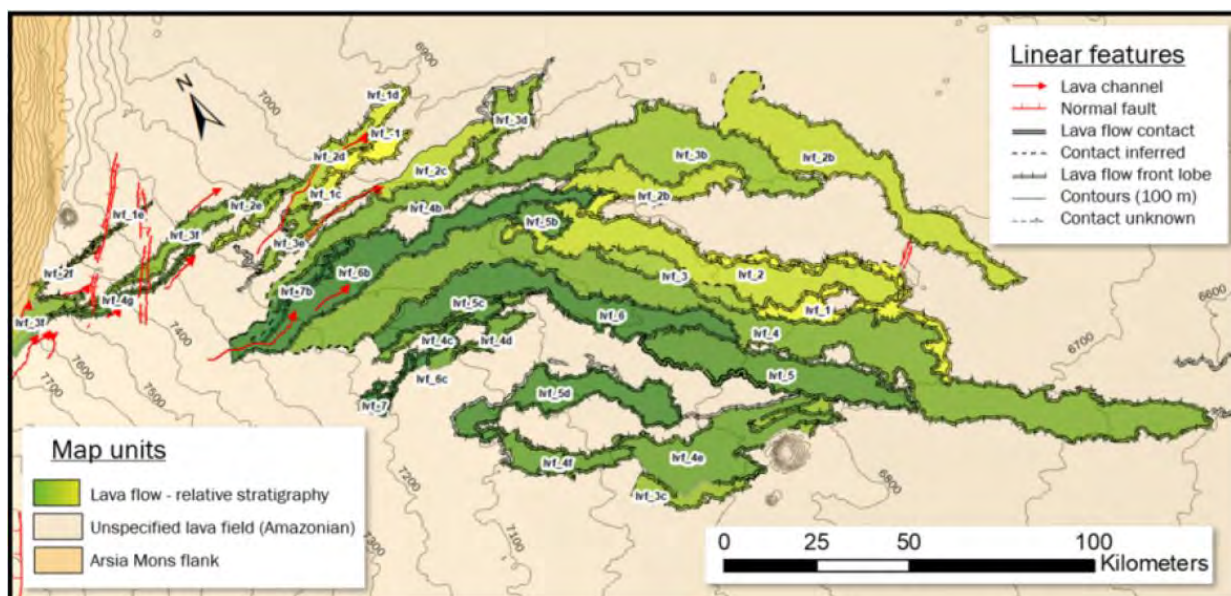 Linear features
Lava channel
Normal fault
Lava flow contact
Contact inferred
Lava flow front lobe
Contours (100 m)
Contact unknown
N
6900
7000
lvf_1d
lvf_3d
lvf_2d
lvf_2c
lvf_3b
lvf_2b
lvf_1c
lvf_2e
lvf_1e
lvf_4b
lvf_2b
lvf_5b
lvf_3f
lvf_3e
lvf_2f
lvf_6b
lvf_7b
lvf_3
lvf_2
lvf_4g
lvf_5c
lvf_6
lvf_1
6600
lvf_3f
7400
lvf_4c
lvf_4d
lvf_4
6700
7600
7500
7700
lvf_6c
lvf_5
lvf_7
lvf_5d
lvf_4f
lvf_4e
6800
lvf_3c
7200
7100
7300
Map units
Lava flow - relative stratigraphy
Unspecified lava field (Amazonian)
Arsia Mons flank
0 25 50 100
Kilometers